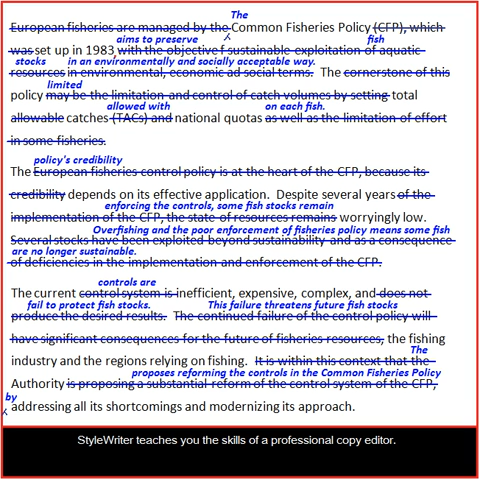 The
European fisheries are managed by the Common Fisheries Policy (CFP), which
aims to preserve fish
was set up in 1983 with the objective f sustainable exploitation of aquatic
stocks in an environmentally and socially acceptable way.
resources in environmental, economic ad social terms. The cornerstone of this
limited
policy may be the limitation and control of catch volumes by setting total
allowed with on each fish.
allowable catches (TACs) and national quotas as well as the limitation of effort
in some fisheries.
policy's credibility
The European fisheries control policy is at the heart of the CFP, because its
credibility depends on its effective application. Despite several years of the
enforcing the controls, some fish stocks remain
implementation of the CFP, the state of resources remains worryingly low.
Overfishing and the poor enforcement of fisheries policy means some fish
Several stocks have been exploited beyond sustainability and as a consequence
are no longer sustainable.
of deficiencies in the implementation and enforcement of the CFP.
controls are
The current control system is inefficient, expensive, complex, and does not
fail to protect fish stocks. This failure threatens future fish stocks
produce the desired results. The continued failure of the control policy will
have significant consequences for the future of fisheries resources, the fishing
industry and the regions relying on fishing. It is within this context that the
The
proposes reforming the controls in the Common Fisheries Policy
Authority is proposing a substantial reform of the control system of the CFP,
by
addressing all its shortcomings and modernizing its approach.
StyleWriter teaches you the skills of a professional copy editor.